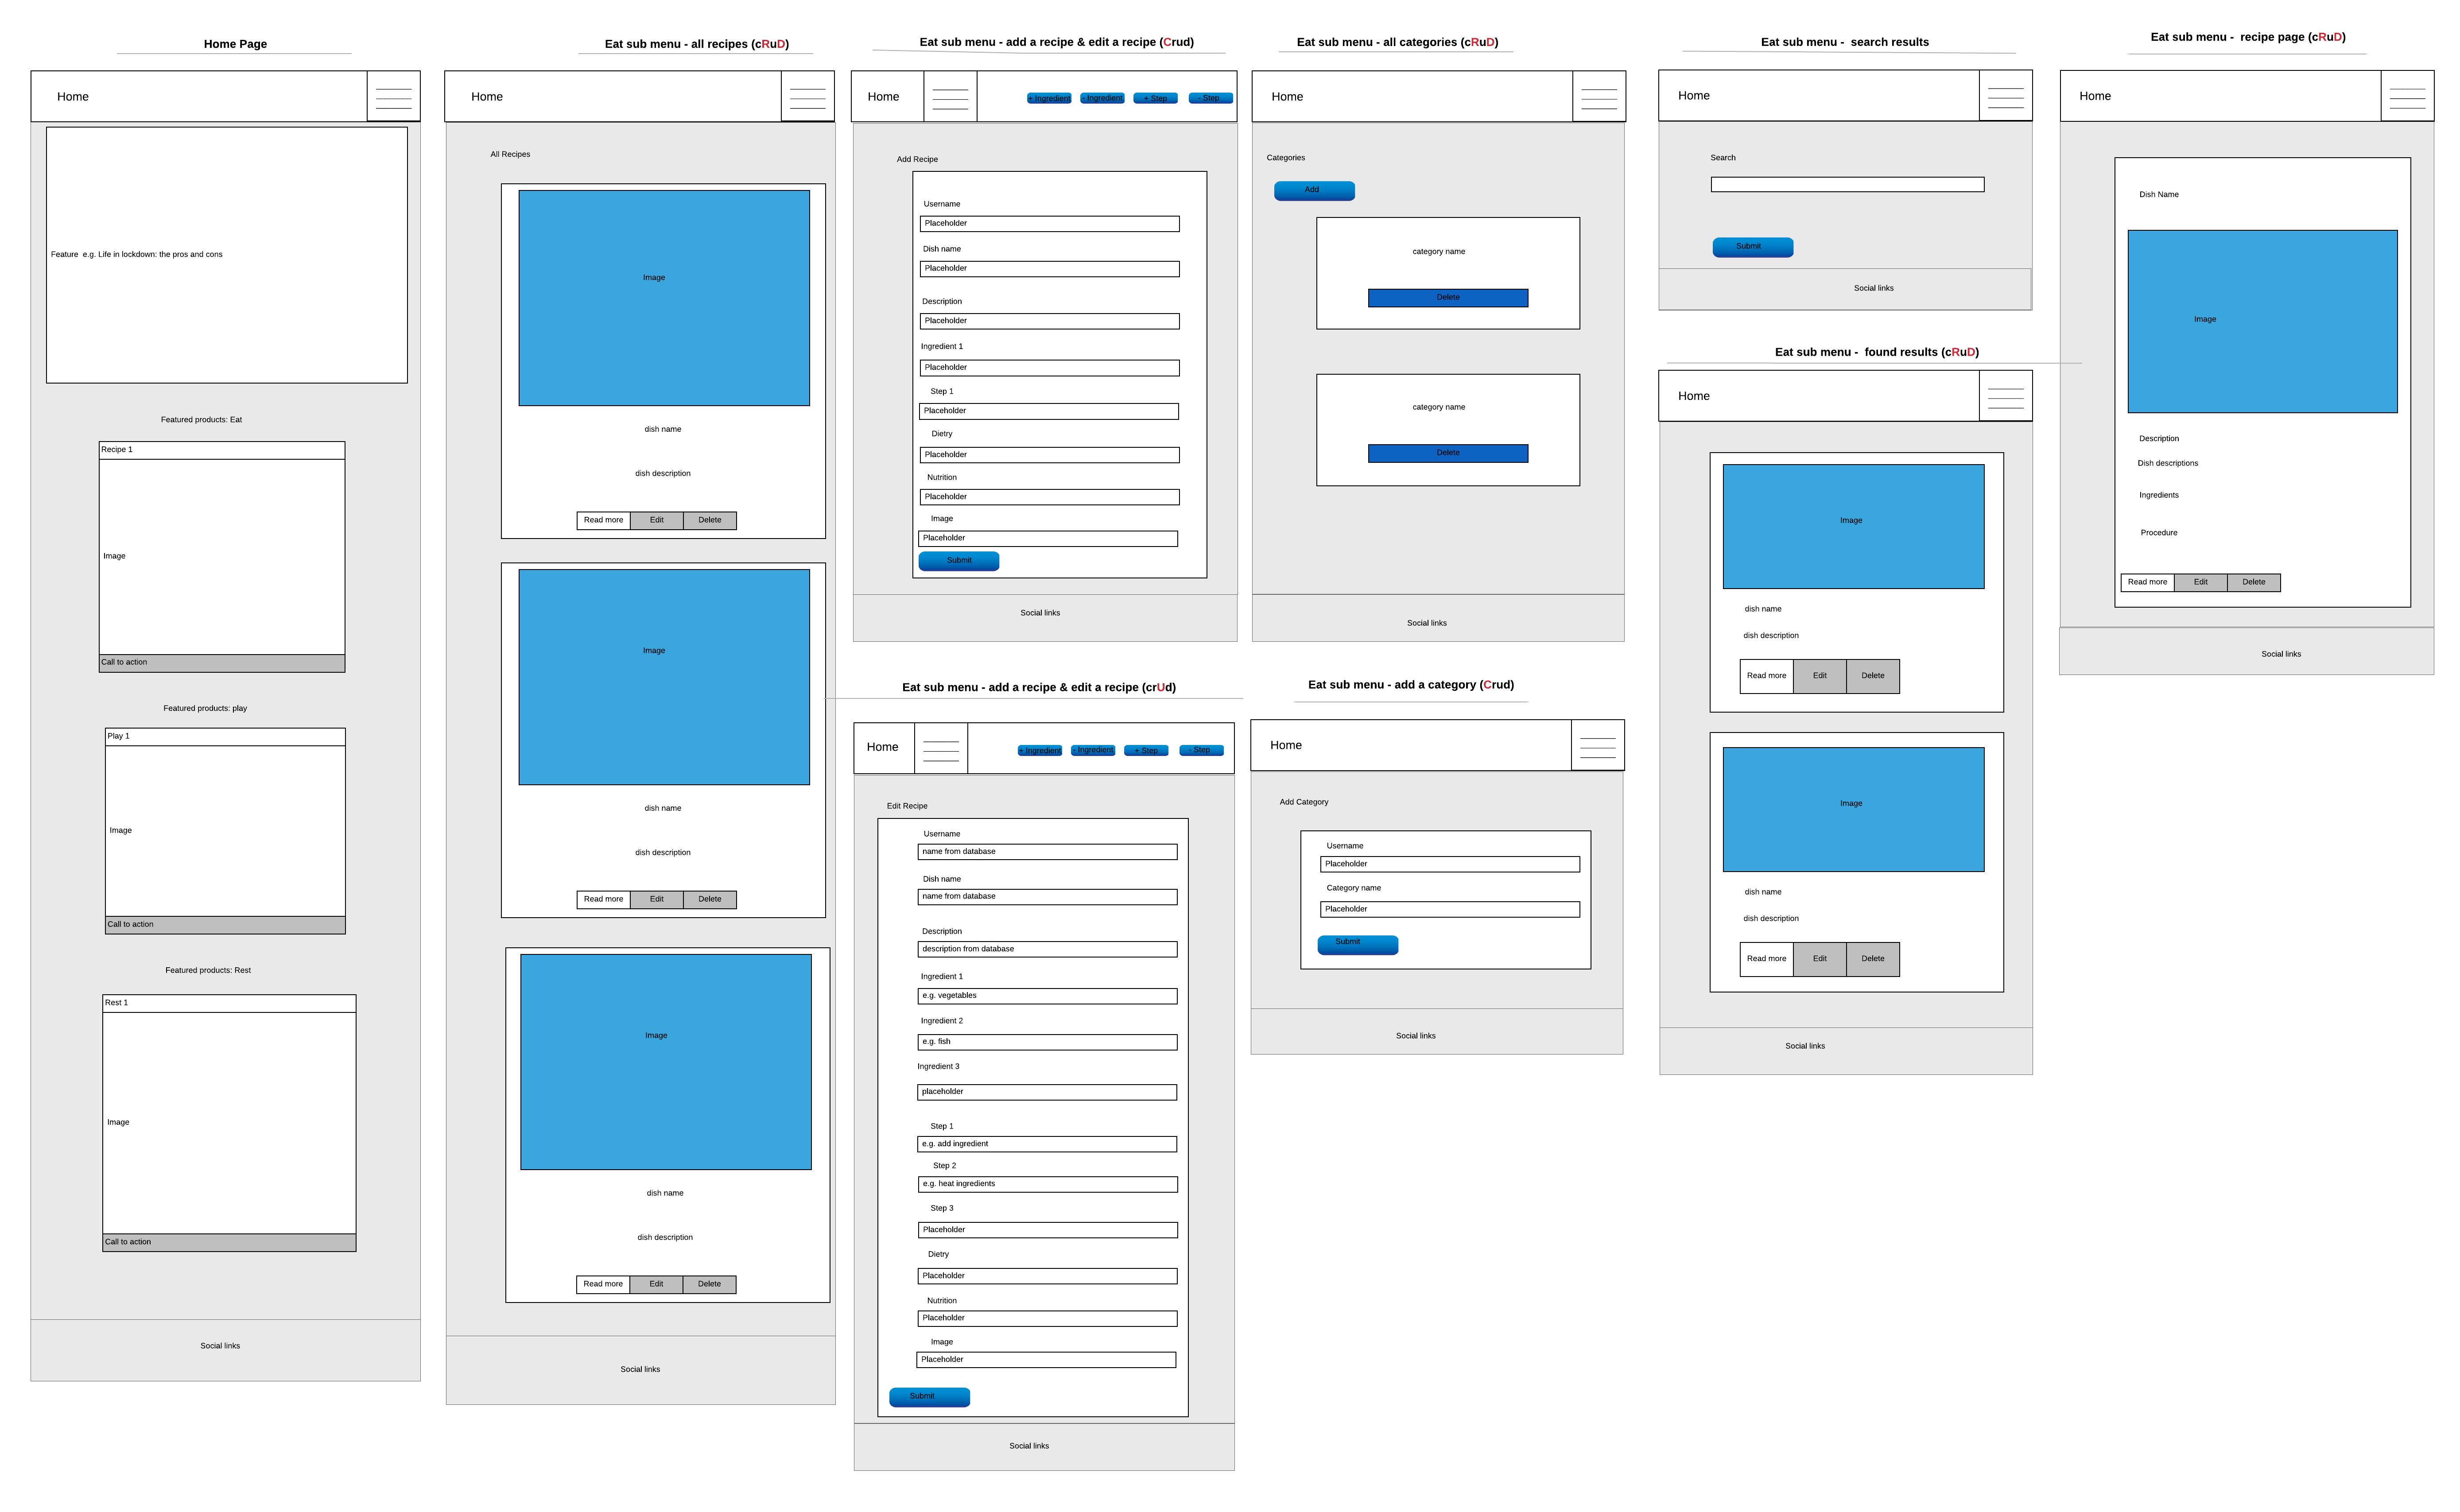 Home Page
Home
Feature e.g. Life in lockdown: the pros and cons
Featured products: Eat
Recipe 1
Image
Call to action
Featured products: play
Play 1
Image
Call to action
Featured products: Rest
Rest 1
Image
Call to action
Social links
Eat sub menu - all recipes (cRuD)
Home
All Recipes
Image
dish name
dish description
Read more Edit Delete
Image
dish name
dish description
Read more Edit Delete
Image
dish name
dish description
Read more Edit Delete
Social links
Eat sub menu - add a recipe & edit a recipe (Crud)
Home + Ingredient - Ingredient + Step - Step
Add Recipe
Username
Placeholder
Dish name
Placeholder
Description
Placeholder
Ingredient 1
Placeholder
Step 1
Placeholder
Dietry
Placeholder
Nutrition
Placeholder
Image
Placeholder
Submit
Social links
Eat sub menu - add a recipe & edit a recipe (crUd)
Home + Ingredient - Ingredient + Step - Step
Edit Recipe
Username
name from database
Dish name
name from database
Description
description from database
Ingredient 1
e.g. vegetables
Ingredient 2
e.g. fish
Ingredient 3
placeholder
Step 1
e.g. add ingredient
Step 2
e.g. heat ingredients
Step 3
Placeholder
Dietry
Placeholder
Nutrition
Placeholder
Image
Placeholder
Submit
Social links
Eat sub menu - all categories (cRuD)
Home
Categories
Add
category name
Delete
category name
Delete
Social links
Eat sub menu - add a category (Crud)
Home
Add Category
Username
Placeholder
Category name
Placeholder
Submit
Social links
Eat sub menu - search results
Home
Search
Submit
Social links
Eat sub menu - found results (cRuD)
Home
Image
dish name
dish description
Read more Edit Delete
Image
dish name
dish description
Read more Edit Delete
Social links
Eat sub menu - recipe page (cRuD)
Home
Dish Name
Image
Description
Dish descriptions
Ingredients
Procedure
Read more Edit Delete
Social links